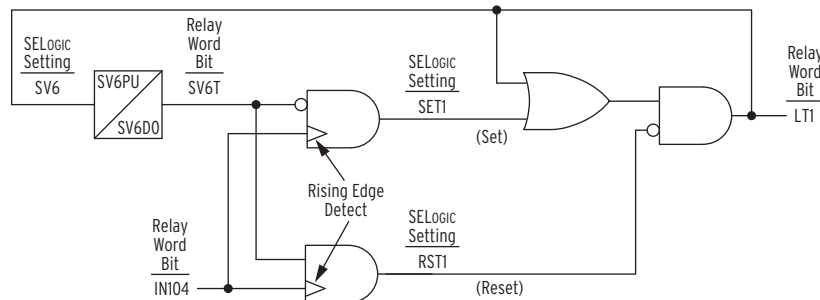 SELOGIC
Setting
SV6
SV6PU
SV6DO
Relay
Word
Bit
SV6T
SELOGIC
Setting
SET1
(Set)
Relay
Word
Bit
LT1
Rising Edge
Detect
Relay
Word
Bit
IN104
SELOGIC
Setting
RST1
(Reset)